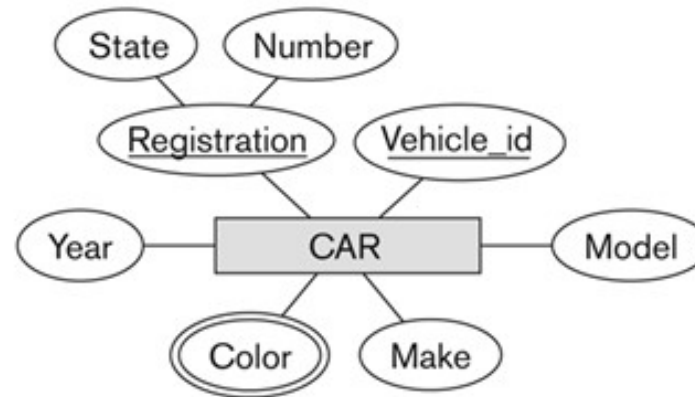 State
Number
Registration
Vehicle_id
Year
CAR
Model
Color
Make